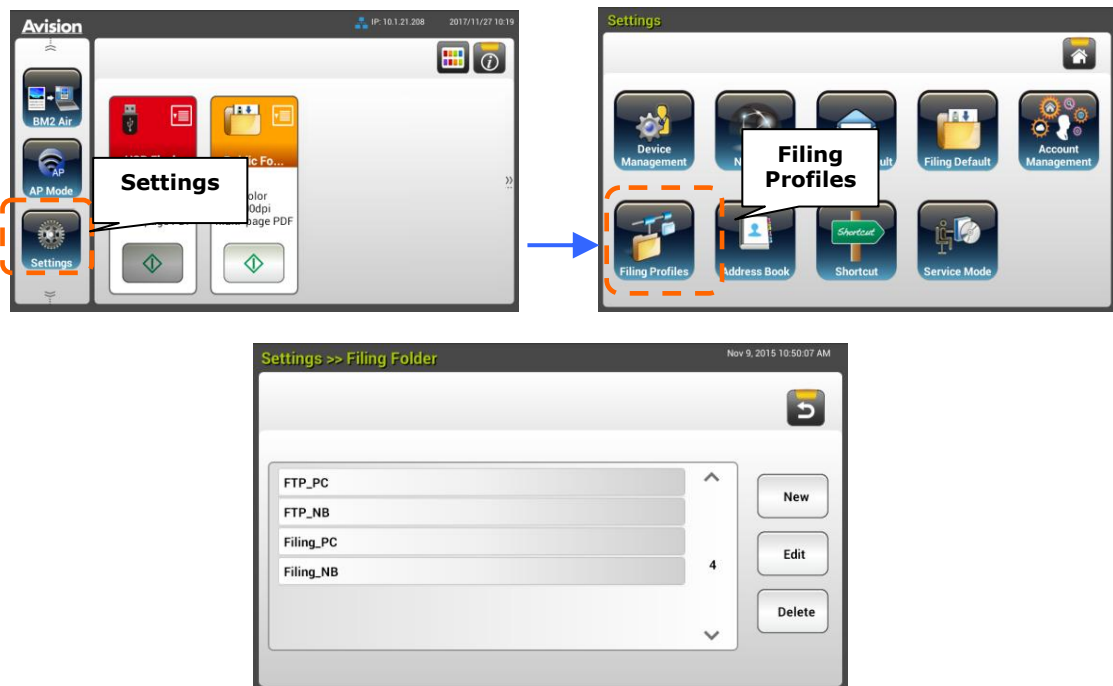 Avision
IP: 10.1.21.208 2017/11/27 10:19
BM2 Air
AP
AP Mode
Settings
Fo...
olor
0dpi
page PDF
Settings
Settings
Device
Management
Filing Default
Account
Management
Filing Profiles
Address Book
Shortcut
Shortcut
Service Mode
Filing
Profiles
Settings >> Filing Folder
Nov 9, 2015 10:50:07 AM
FTP_PC
FTP_NB
Filing_PC
Filing_NB
4
New
Edit
Delete